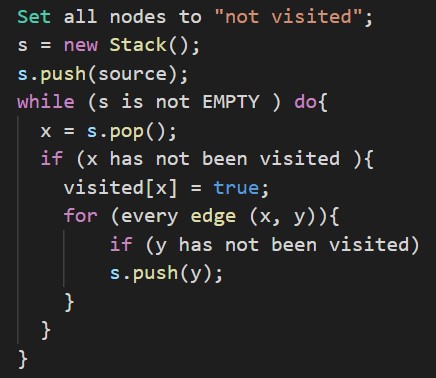 Set all nodes to "not visited";
s = new Stack();
s.push(source);
while (s is not EMPTY ) do{
x = s.pop();
if (x has not been visited ){
visited[x] = true;
for (every edge (x, y)){
if (y has not been visited)
s.push(y);
}
}
}